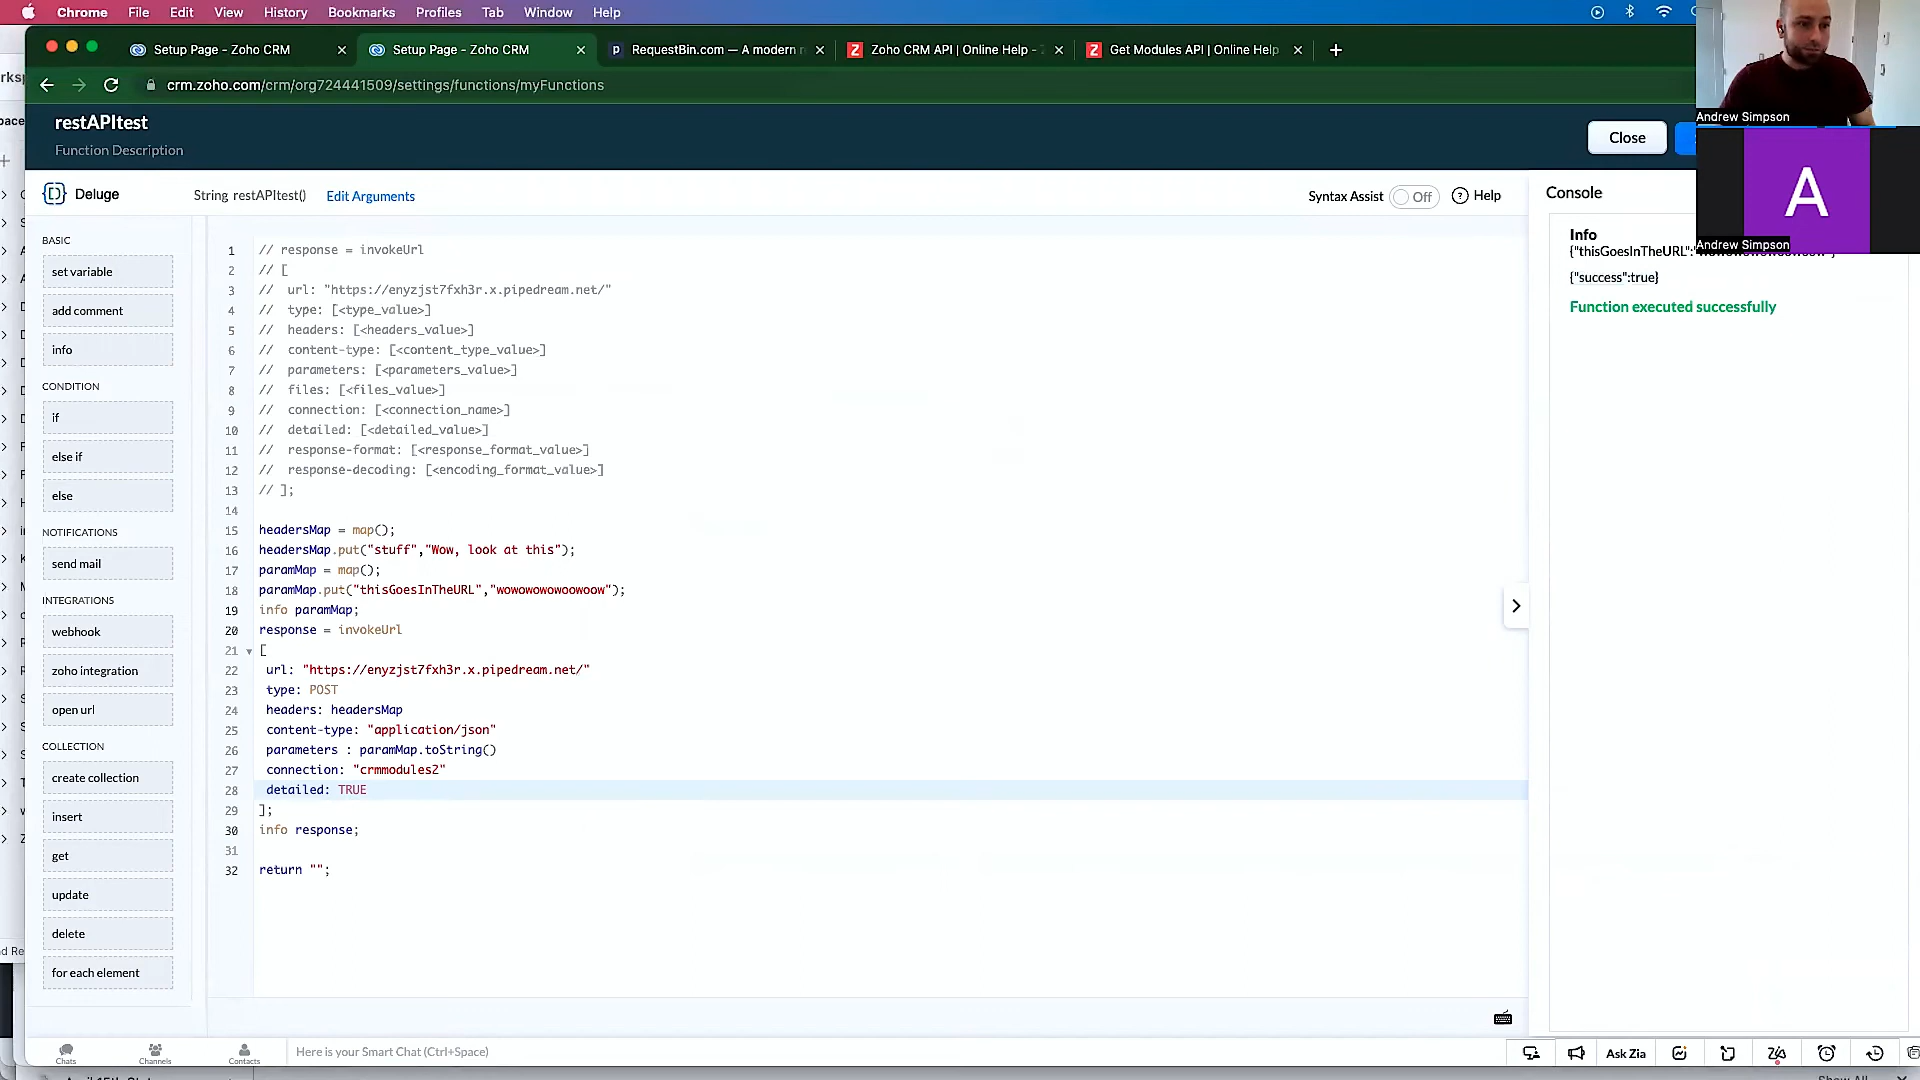 Chrome File Edit View History Bookmarks Profiles Tab Window Help
Setup Page - Zoho CRM
Setup Page - Zoho CRM
RequestBin.com — A modern r
Zoho CRM API | Online Help -
Get Modules API | Online Help
crm.zoho.com/crm/org724441509/settings/functions/myFunctions
restAPItest
Function Description
Close
Andrew Simpson
A
Andrew Simpson
Deluge
String restAPItest()
Edit Arguments
Syntax Assist Off
Help
Console
BASIC
set variable
add comment
info
CONDITION
if
else if
else
NOTIFICATIONS
send mail
INTEGRATIONS
webhook
zoho integration
open url
COLLECTION
create collection
insert
get
update
delete
for each element
1 // response = invokeUrl
2 // [
3 // url: "https://enyzjst7fxh3r.x.pipedream.net/"
4 // type: [<type_value>]
5 // headers: [<headers_value>]
6 // content-type: [<content_type_value>]
7 // parameters: [<parameters_value>]
8 // files: [<files_value>]
9 // connection: [<connection_name>]
10 // detailed: [<detailed_value>]
11 // response-format: [<response_format_value>]
12 // response-decoding: [<encoding_format_value>]
13 // ];
14
15 headersMap = map();
16 headersMap.put("stuff","Wow, look at this");
17 paramMap = map();
18 paramMap.put("thisGoesInTheURL","wowowowowoowoow");
19 info paramMap;
20 response = invokeUrl
21 [
22 url: "https://enyzjst7fxh3r.x.pipedream.net/"
23 type: POST
24 headers: headersMap
25 content-type: "application/json"
26 parameters : paramMap.toString()
27 connection: "crmmodules2"
28 detailed: TRUE
29 ];
30 info response;
31
32 return "";
Info
{"thisGoesInTheURL":
{"success":true}
Function executed successfully
Chats
Channels
Contacts
Here is your Smart Chat (Ctrl+Space)
Ask Zia